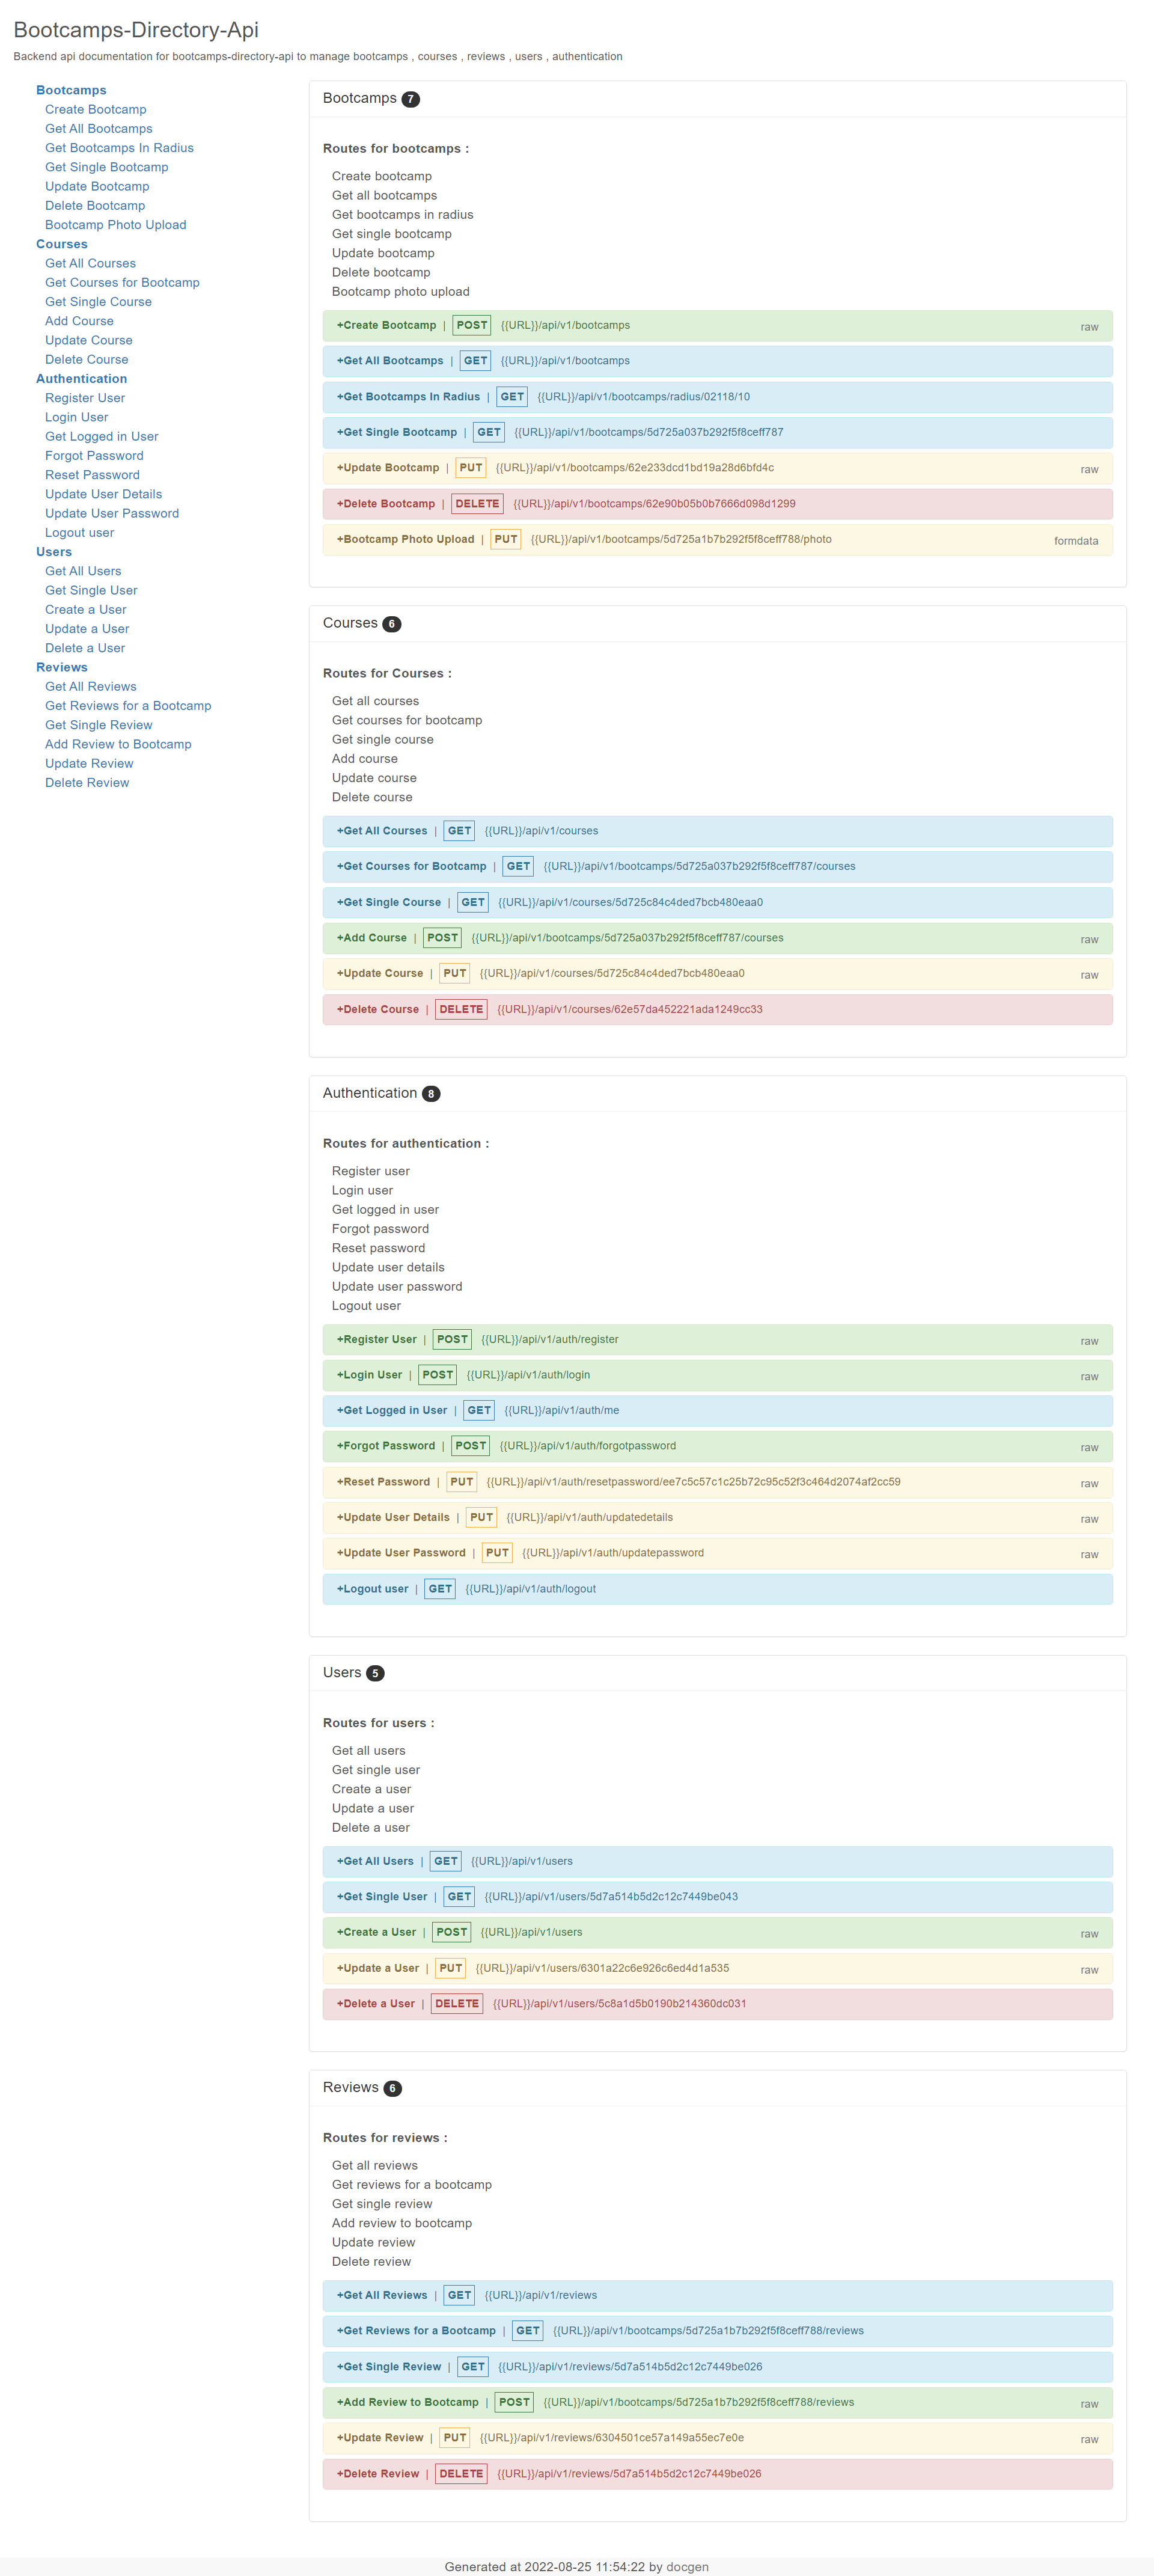 Bootcamps-Directory-Api
Backend api documentation for bootcamps-directory-api to manage bootcamps , courses , reviews , users , authentication
Bootcamps
Create Bootcamp
Get All Bootcamps
Get Bootcamps In Radius
Get Single Bootcamp
Update Bootcamp
Delete Bootcamp
Bootcamp Photo Upload
Courses
Get All Courses
Get Courses for Bootcamp
Get Single Course
Add Course
Update Course
Delete Course
Authentication
Register User
Login User
Get Logged in User
Forgot Password
Reset Password
Update User Details
Update User Password
Logout user
Users
Get All Users
Get Single User
Create a User
Update a User
Delete a User
Reviews
Get All Reviews
Get Reviews for a Bootcamp
Get Single Review
Add Review to Bootcamp
Update Review
Delete Review
Bootcamps 7
Routes for bootcamps :
Create bootcamp
Get all bootcamps
Get bootcamps in radius
Get single bootcamp
Update bootcamp
Delete bootcamp
Bootcamp photo upload
+Create Bootcamp | POST {{URL}}/api/v1/bootcamps raw
+Get All Bootcamps | GET {{URL}}/api/v1/bootcamps
+Get Bootcamps In Radius | GET {{URL}}/api/v1/bootcamps/radius/02118/10
+Get Single Bootcamp | GET {{URL}}/api/v1/bootcamps/5d725a037b292f5f8ceff787
+Update Bootcamp | PUT {{URL}}/api/v1/bootcamps/62e233dcd1bd19a28d6bfd4c raw
+Delete Bootcamp | DELETE {{URL}}/api/v1/bootcamps/62e90b05b0b7666d098d1299
+Bootcamp Photo Upload | PUT {{URL}}/api/v1/bootcamps/5d725a1b7b292f5f8ceff788/photo formdata
Courses 6
Routes for Courses :
Get all courses
Get courses for bootcamp
Get single course
Add course
Update course
Delete course
+Get All Courses | GET {{URL}}/api/v1/courses
+Get Courses for Bootcamp | GET {{URL}}/api/v1/bootcamps/5d725a037b292f5f8ceff787/courses
+Get Single Course | GET {{URL}}/api/v1/courses/5d725c84c4ded7bcb480eaa0
+Add Course | POST {{URL}}/api/v1/bootcamps/5d725a037b292f5f8ceff787/courses raw
+Update Course | PUT {{URL}}/api/v1/courses/5d725c84c4ded7bcb480eaa0 raw
+Delete Course | DELETE {{URL}}/api/v1/courses/62e57da452221ada1249cc33
Authentication 8
Routes for authentication :
Register user
Login user
Get logged in user
Forgot password
Reset password
Update user details
Update user password
Logout user
+Register User | POST {{URL}}/api/v1/auth/register raw
+Login User | POST {{URL}}/api/v1/auth/login raw
+Get Logged in User | GET {{URL}}/api/v1/auth/me
+Forgot Password | POST {{URL}}/api/v1/auth/forgotpassword raw
+Reset Password | PUT {{URL}}/api/v1/auth/resetpassword/ee7c5c57c1c25b72c95c52f3c464d2074af2cc59 raw
+Update User Details | PUT {{URL}}/api/v1/auth/updatedetails raw
+Update User Password | PUT {{URL}}/api/v1/auth/updatepassword raw
+Logout user | GET {{URL}}/api/v1/auth/logout
Users 5
Routes for users :
Get all users
Get single user
Create a user
Update a user
Delete a user
+Get All Users | GET {{URL}}/api/v1/users
+Get Single User | GET {{URL}}/api/v1/users/5d7a514b5d2c12c7449be043
+Create a User | POST {{URL}}/api/v1/users raw
+Update a User | PUT {{URL}}/api/v1/users/6301a22c6e926c6ed4d1a535 raw
+Delete a User | DELETE {{URL}}/api/v1/users/5c8a1d5b0190b214360dc031
Reviews 6
Routes for reviews :
Get all reviews
Get reviews for a bootcamp
Get single review
Add review to bootcamp
Update review
Delete review
+Get All Reviews | GET {{URL}}/api/v1/reviews
+Get Reviews for a Bootcamp | GET {{URL}}/api/v1/bootcamps/5d725a1b7b292f5f8ceff788/reviews
+Get Single Review | GET {{URL}}/api/v1/reviews/5d7a514b5d2c12c7449be026
+Add Review to Bootcamp | POST {{URL}}/api/v1/bootcamps/5d725a1b7b292f5f8ceff788/reviews raw
+Update Review | PUT {{URL}}/api/v1/reviews/6304501ce57a149a55ec7e0e raw
+Delete Review | DELETE {{URL}}/api/v1/reviews/5d7a514b5d2c12c7449be026
Generated at 2022-08-25 11:54:22 by docgen